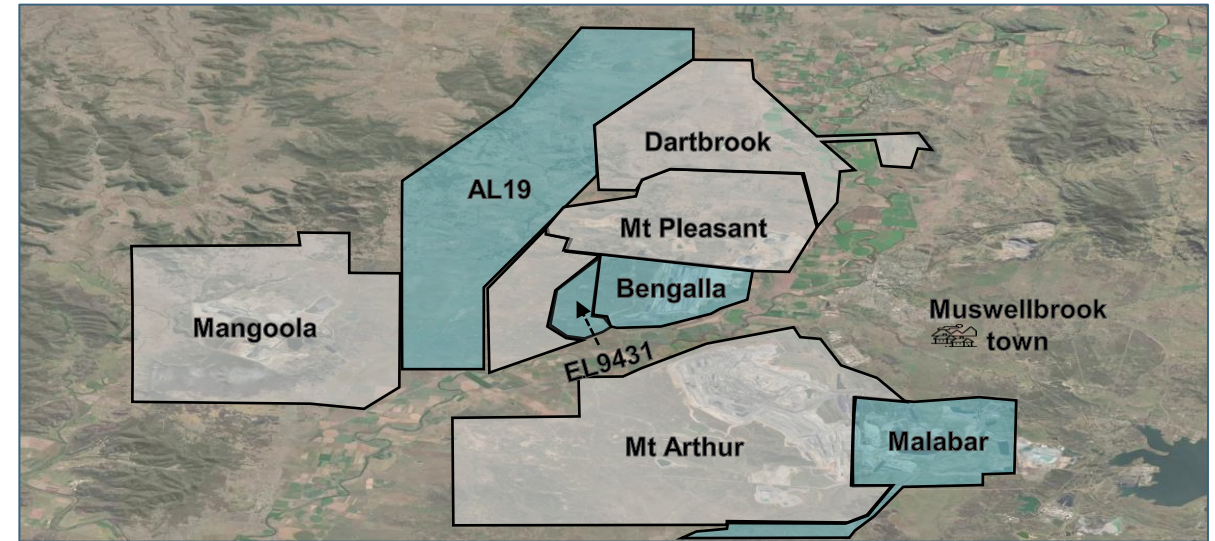 Dartbrook
AL19
Mt Pleasant
Bengalla
Mangoola
Muswellbrook
town
EL9431
Mt Arthur
Malabar